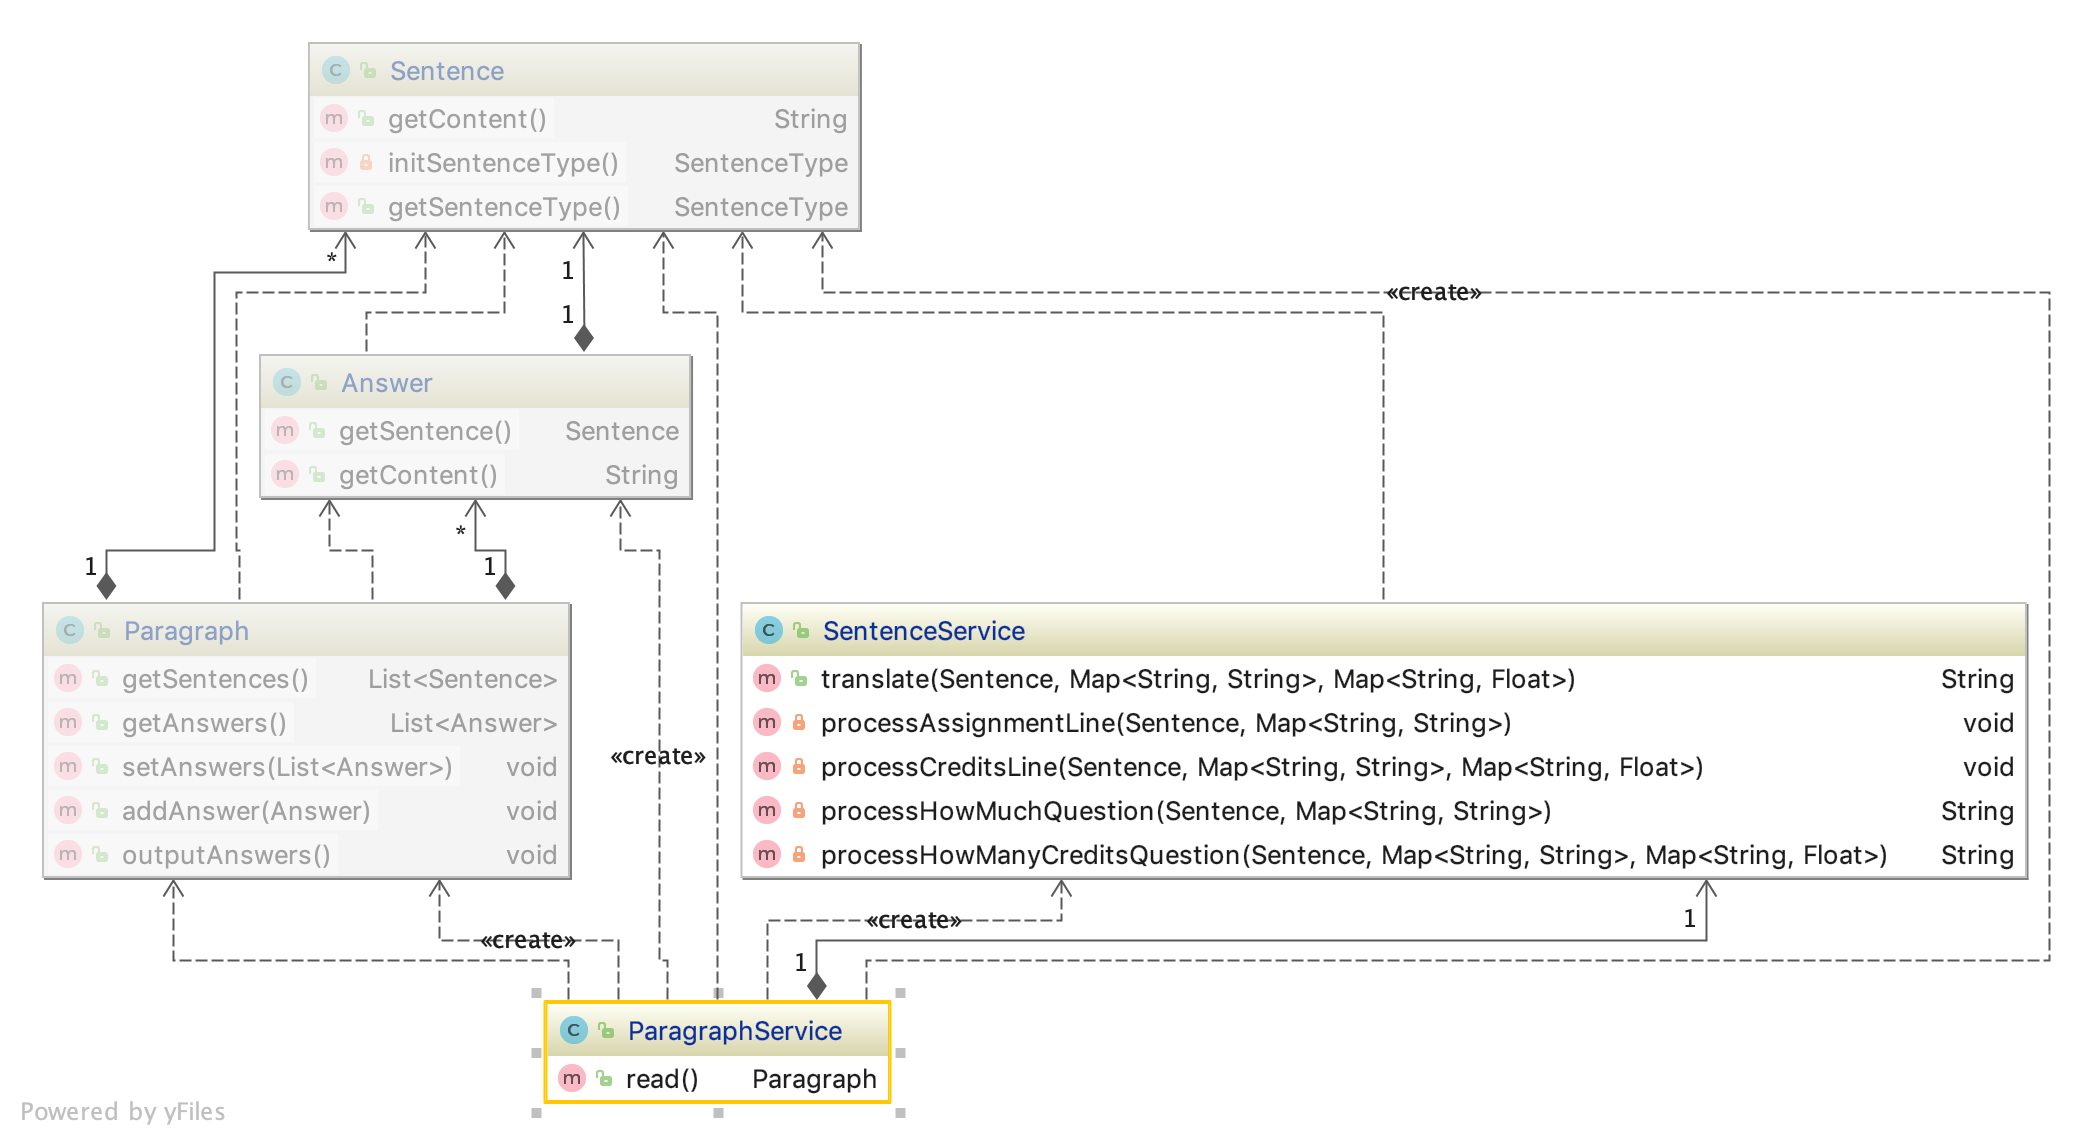 C Sentence
m getContent() String
m initSentenceType() SentenceType
m getSentenceType() SentenceType
*
1
«create»
1
C Answer
m getSentence() Sentence
m getContent() String
*
1
1
C Paragraph
m getSentences() List<Sentence>
m getAnswers() List<Answer>
m setAnswers(List<Answer>) void
m addAnswer(Answer) void
m outputAnswers() void
«create»
C SentenceService
m translate(Sentence, Map<String, String>, Map<String, Float>) String
m processAssignmentLine(Sentence, Map<String, String>) void
m processCreditsLine(Sentence, Map<String, String>, Map<String, Float>) void
m processHowMuchQuestion(Sentence, Map<String, String>) String
m processHowManyCreditsQuestion(Sentence, Map<String, String>, Map<String, Float>) String
«create»
1
«create»
1
C ParagraphService
m read() Paragraph
Powered by yFiles